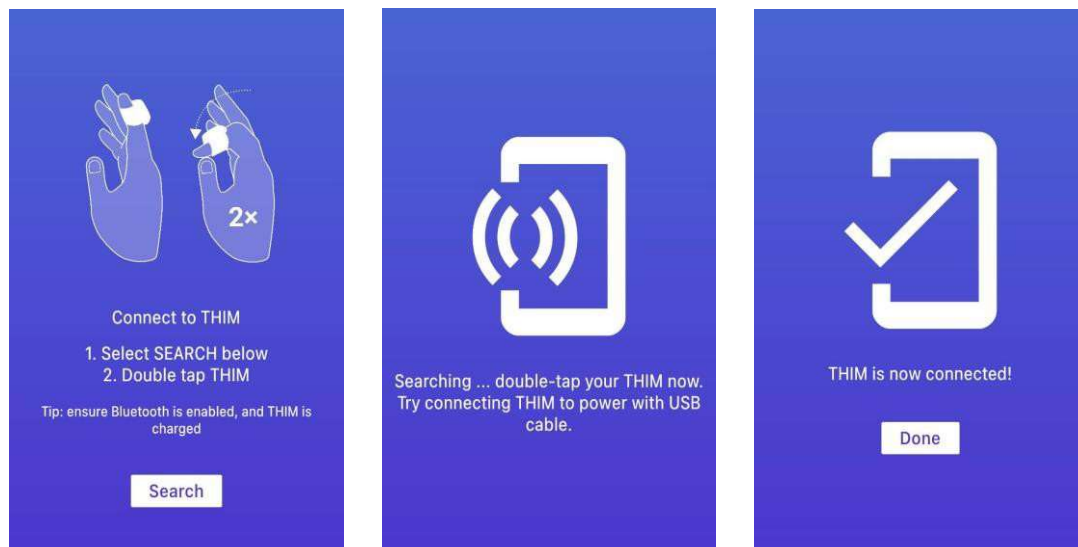 2×
Connect to THIM
1. Select SEARCH below
2. Double tap THIM
Tip: ensure Bluetooth is enabled, and THIM is
charged
Search
Searching ... double-tap your THIM now.
Try connecting THIM to power with USB
cable.
THIM is now connected!
Done